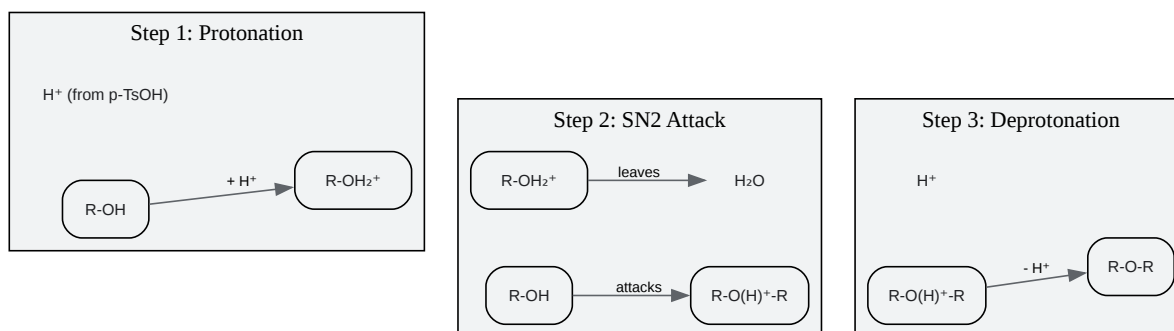 Step 1: Protonation
H⁺ (from p-TsOH)
+ H⁺
R-OH₂⁺
R-OH
Step 2: SN2 Attack
R-OH₂⁺
leaves
H₂O
R-OH
attacks
R-O(H)⁺-R
Step 3: Deprotonation
H⁺
R-O(H)⁺-R
- H⁺
R-O-R